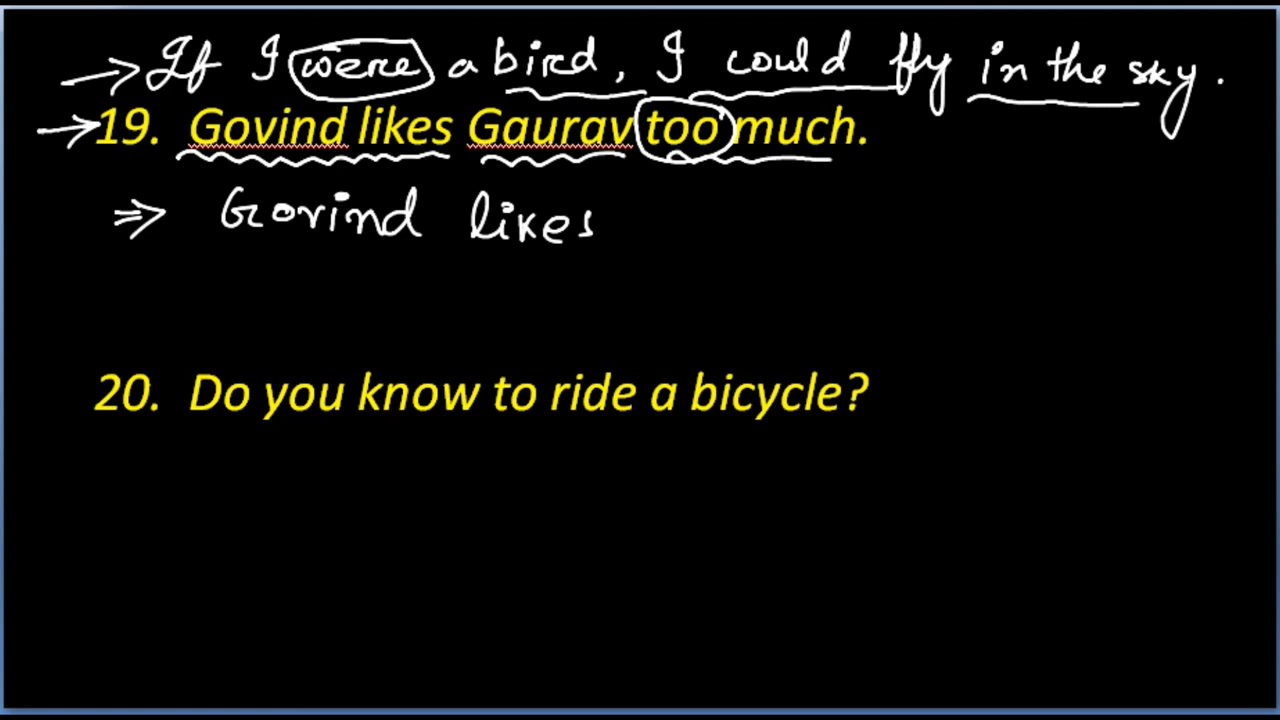 If I were a bird, I could fly in the sky.
19. Govind likes Gaurav too much.
⇒ Govind likes
20. Do you know to ride a bicycle?